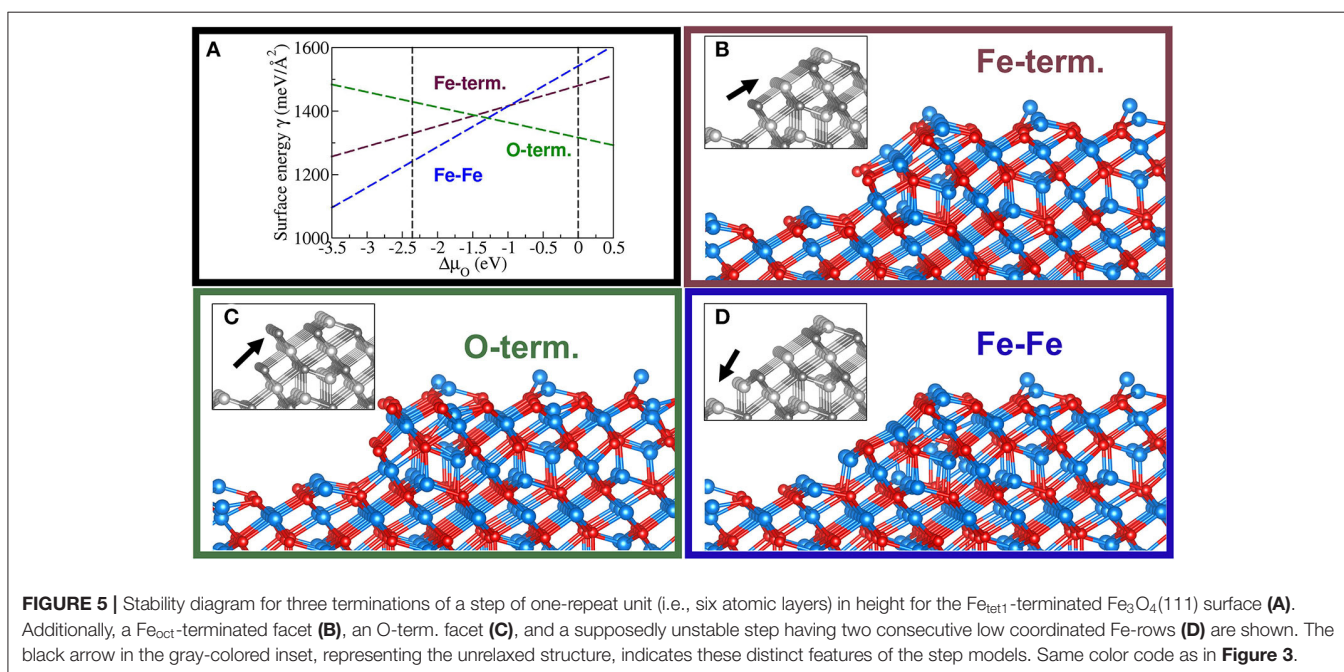 A
Surface energy γ (meV/Å²)
1600
1400
1200
1000
Fe-term.
O-term.
Fe-Fe
-3.5 -3 -2.5 -2 -1.5 -1 -0.5 0 0.5
Δμ_O (eV)
B
Fe-term.
C
O-term.
D
Fe-Fe
FIGURE 5 | Stability diagram for three terminations of a step of one-repeat unit (i.e., six atomic layers) in height for the Fe_tet1-terminated Fe₃O₄(111) surface (A).
Additionally, a Fe_oct-terminated facet (B), an O-term. facet (C), and a supposedly unstable step having two consecutive low coordinated Fe-rows (D) are shown. The
black arrow in the gray-colored inset, representing the unrelaxed structure, indicates these distinct features of the step models. Same color code as in Figure 3.